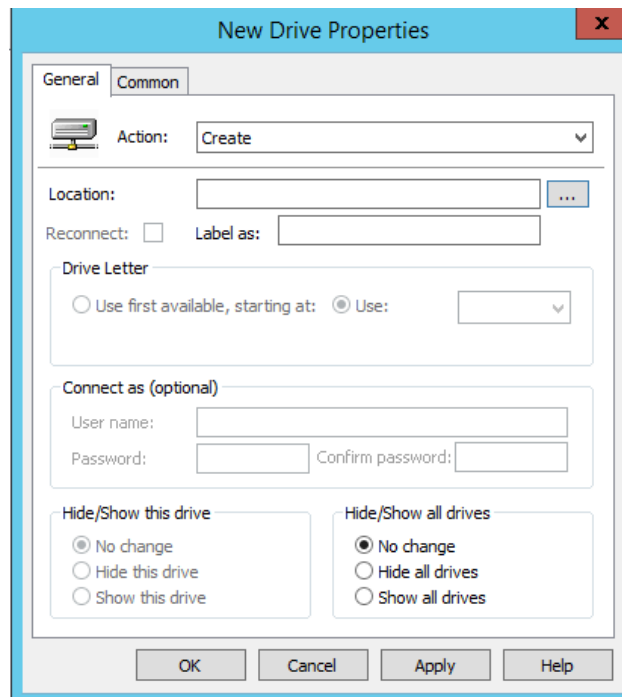 New Drive Properties
x
General Common
Action: Create
Location: ...
Reconnect: Label as:
Drive Letter
Use first available, starting at: Use:
Connect as (optional)
User name:
Password: Confirm password:
Hide/Show this drive Hide/Show all drives
No change No change
Hide this drive Hide all drives
Show this drive Show all drives
OK Cancel Apply Help